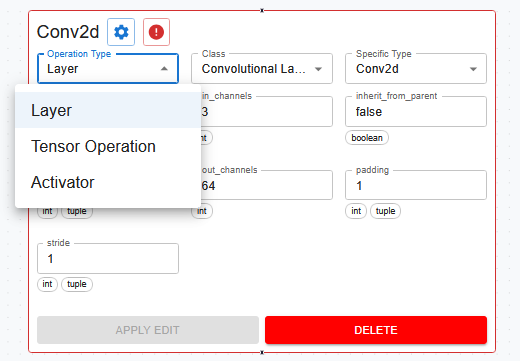 Conv2d
Operation Type Class Specific Type
Layer Convolutional La... Conv2d
Layer
Tensor Operation
Activator
in_channels inherit_from_parent
3 false
int boolean
out_channels padding
64 1
int tuple int int tuple
stride
1
int tuple
APPLY EDIT DELETE